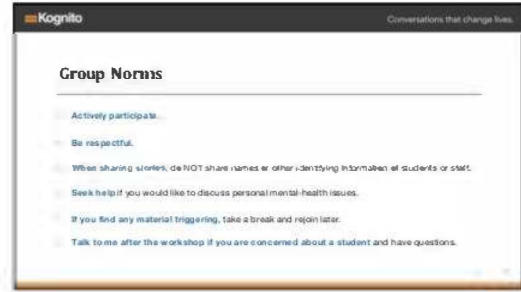 Kognito
Conversations that change lives.
Group Norms
Actively participate.
Be respectful.
When sharing stories, do NOT share names or other identifying information of students or staff.
Seek help if you would like to discuss personal mental-health issues.
If you find any material triggering, take a break and rejoin later.
Talk to me after the workshop if you are concerned about a student and have questions.